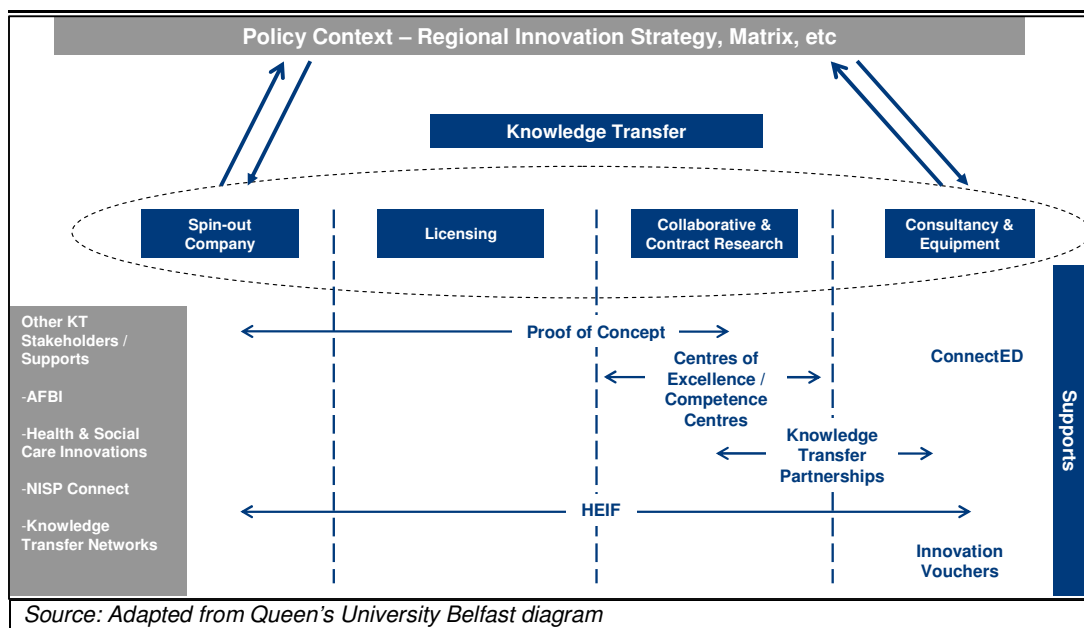 Policy Context – Regional Innovation Strategy, Matrix, etc
Knowledge Transfer
Spin-out
Company
Licensing
Collaborative &
Contract Research
Consultancy &
Equipment
Other KT
Stakeholders /
Supports
-AFBI
-Health & Social
Care Innovations
-NISP Connect
-Knowledge
Transfer Networks
Proof of Concept
Centres of
Excellence /
Competence
Centres
ConnectED
Knowledge
Transfer
Partnerships
HEIF
Innovation
Vouchers
Supports
Source: Adapted from Queen's University Belfast diagram